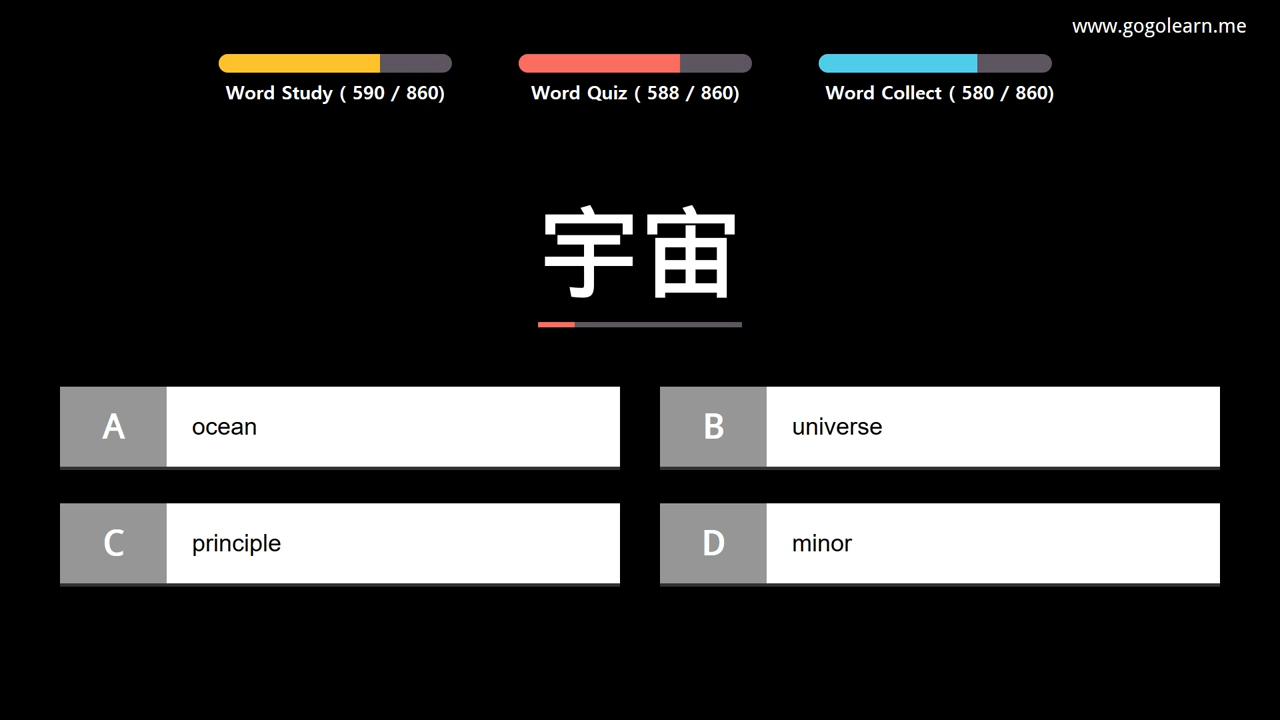 www.gogolearn.me
Word Study ( 590 / 860)
Word Quiz ( 588 / 860)
Word Collect ( 580 / 860)
宇宙
A ocean
B universe
C principle
D minor